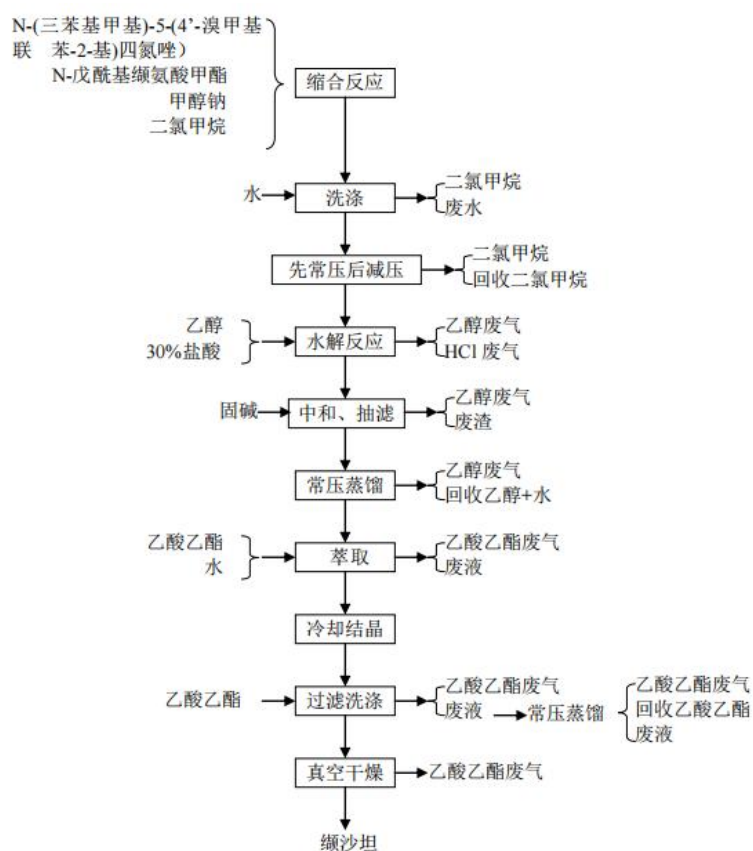 N-(三苯基甲基)-5-(4’-溴甲基
联 苯-2-基)四氮唑)
N-戊酰基缬氨酸甲酯
甲醇钠
二氯甲烷
缩合反应
水
洗涤
二氯甲烷
废水
先常压后减压
二氯甲烷
回收二氯甲烷
乙醇
30%盐酸
水解反应
乙醇废气
HCl 废气
固碱
中和、抽滤
乙醇废气
废渣
常压蒸馏
乙醇废气
回收乙醇+水
乙酸乙酯
水
萃取
乙酸乙酯废气
废液
冷却结晶
乙酸乙酯
过滤洗涤
乙酸乙酯废气
废液
常压蒸馏
乙酸乙酯废气
回收乙酸乙酯
废液
真空干燥
乙酸乙酯废气
缬沙坦